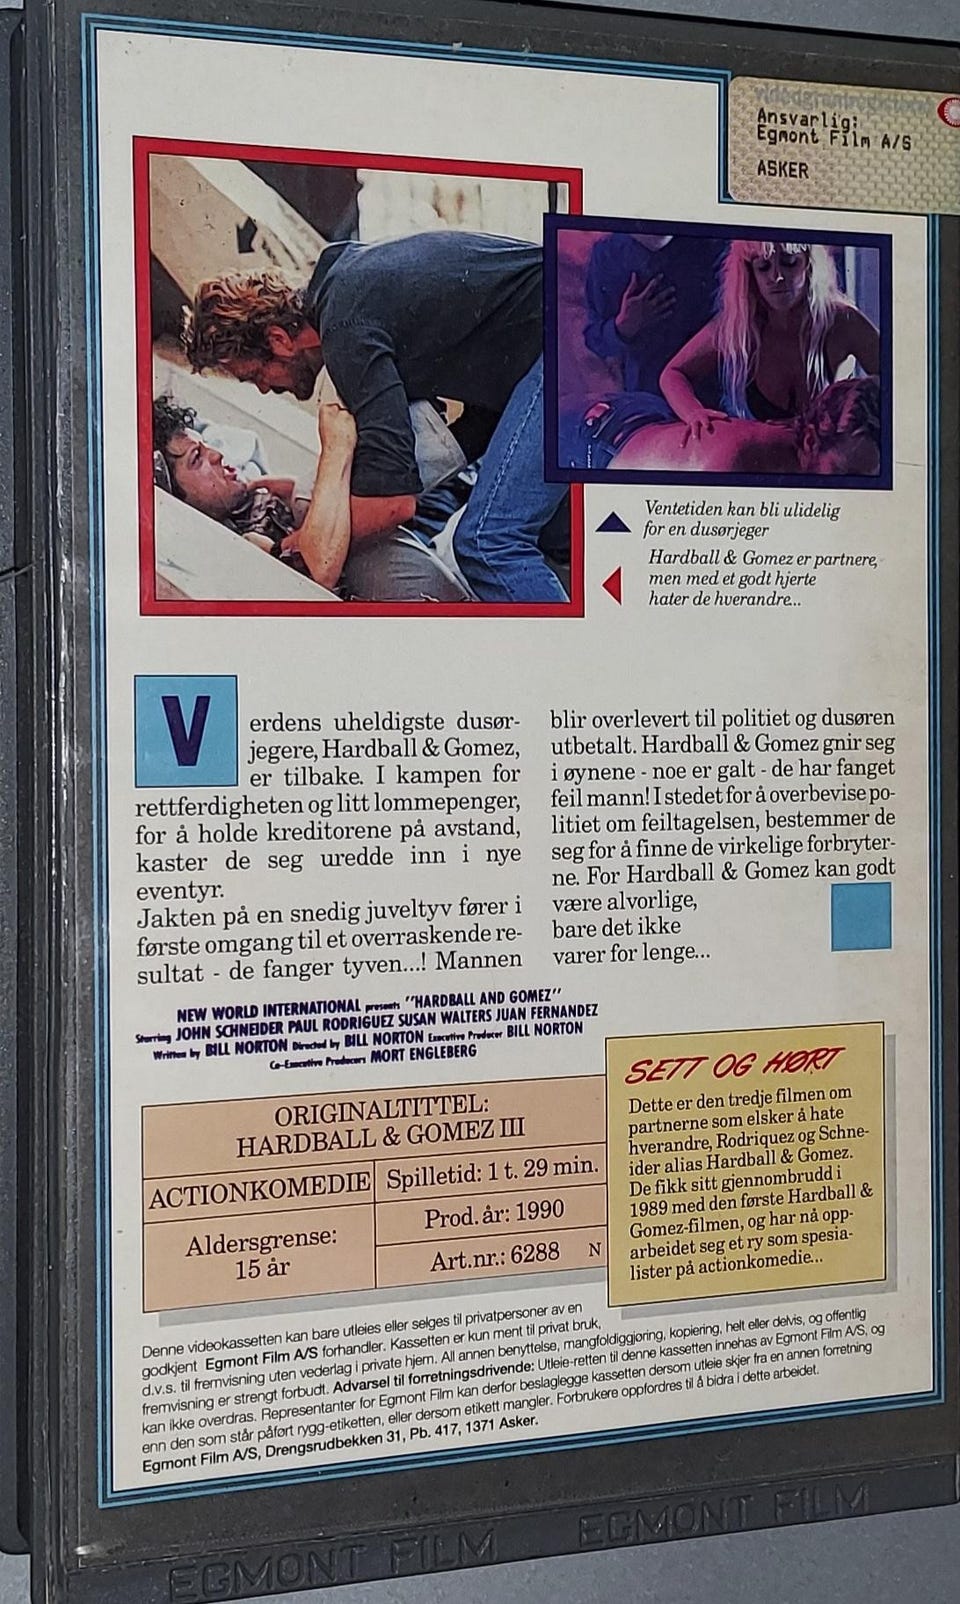 Ansvarlig:
Egmont Film A/S
ASKER
Ventetiden kan bli ulidelig
for en dusørjeger
Hardball & Gomez er partnere,
men med et godt hjerte
hater de hverandre...
Verdens uheldigste dusør-
jegere, Hardball & Gomez,
er tilbake. I kampen for
rettferdigheten og litt lommepenger,
for å holde kreditorene på avstand,
kaster de seg uredde inn i nye
eventyr.
Jakten på en snedig juveltyv fører i
første omgang til et overraskende re-
sultat - de fanger tyven...! Mannen
blir overlevert til politiet og dusøren
utbetalt. Hardball & Gomez gnir seg
i øynene - noe er galt - de har fanget
feil mann! I stedet for å overbevise po-
litiet om feiltagelsen, bestemmer de
seg for å finne de virkelige forbryter-
ne. For Hardball & Gomez kan godt
være alvorlige,
bare det ikke
varer for lenge...
NEW WORLD INTERNATIONAL presents "HARDBALL AND GOMEZ"
Starring JOHN SCHNEIDER PAUL RODRIGUEZ SUSAN WALTERS JUAN FERNANDEZ
Written by BILL NORTON Directed by BILL NORTON Executive Producer BILL NORTON
Co-Executive Producers MORT ENGLEBERG
ORIGINALTITTEL:
HARDBALL & GOMEZ III
ACTIONKOMEDIE
Spilletid: 1 t. 29 min.
Prod. år: 1990
Aldersgrense:
15 år
Art.nr.: 6288 N
SETT OG HØRT
Dette er den tredje filmen om
partnerne som elsker å hate
hverandre, Rodriquez og Schne-
ider alias Hardball & Gomez.
De fikk sitt gjennombrudd i
1989 med den første Hardball &
Gomez-filmen, og har nå opp-
arbeidet seg et ry som spesia-
lister på actionkomedie...
Denne videokassetten kan bare utleies eller selges til privatpersoner av en
godkjent Egmont Film A/S forhandler. Kassetten er kun ment til privat bruk,
d.v.s. til fremvisning uten vederlag i private hjem. All annen benyttelse, mangfoldiggjøring, kopiering, helt eller delvis, og offentlig
fremvisning er strengt forbudt. Advarsel til forretningsdrivende: Utleie-retten til denne kassetten innehas av Egmont Film A/S, og
kan ikke overdras. Representanter for Egmont Film kan derfor beslaglegge kassetten dersom utleie skjer fra en annen forretning
enn den som står påført rygg-etiketten, eller dersom etikett mangler. Forbrukere oppfordres til å bidra i dette arbeidet.
Egmont Film A/S, Drengsrudbekken 31, Pb. 417, 1371 Asker.
EGMONT FILM EGMONT FILM